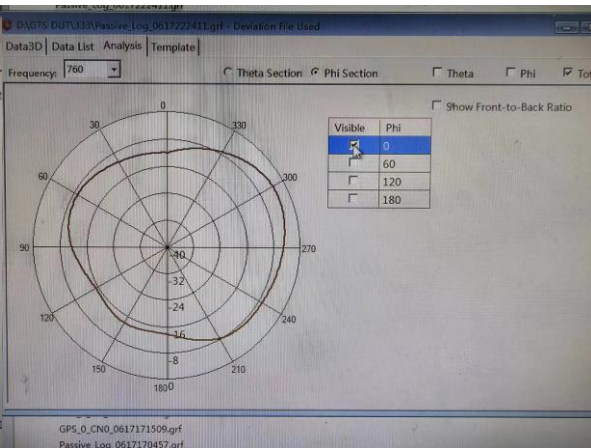 Passive_Log_0617222411.grf
D:\GTS DUT\J33\Passive_Log_0617222411.grf - Deviation File Used
Data3D Data List Analysis Template
Frequency: 760 Theta Section Phi Section Theta Phi Tot
Show Front-to-Back Ratio
Visible Phi
0
60
120
180
0
30 330
60 300
90 270
120 240
150 210
180
-40
-32
-24
-16
-8
0
GPS_0_CN0_0617171509.grf
Passive_Log_0617170457.grf